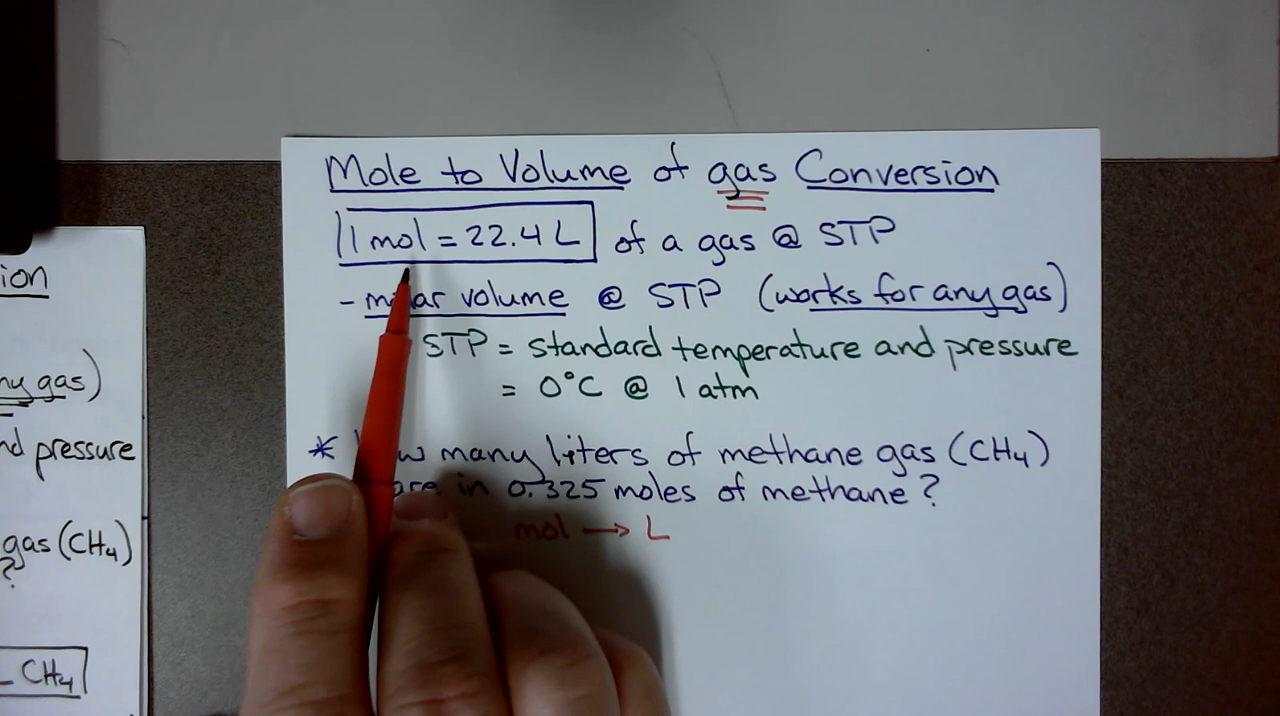 Mole to Volume of gas Conversion
1 mol = 22.4 L of a gas @ STP
- volume @ STP (works for any gas)
STP = standard temperature and pressure
= 0°C @ 1 atm
* many liters of methane gas (CH₄)
are in 0.325 moles of methane?
mol → L
ion
gas)
pressure
gas (CH₄)
?
CH₄